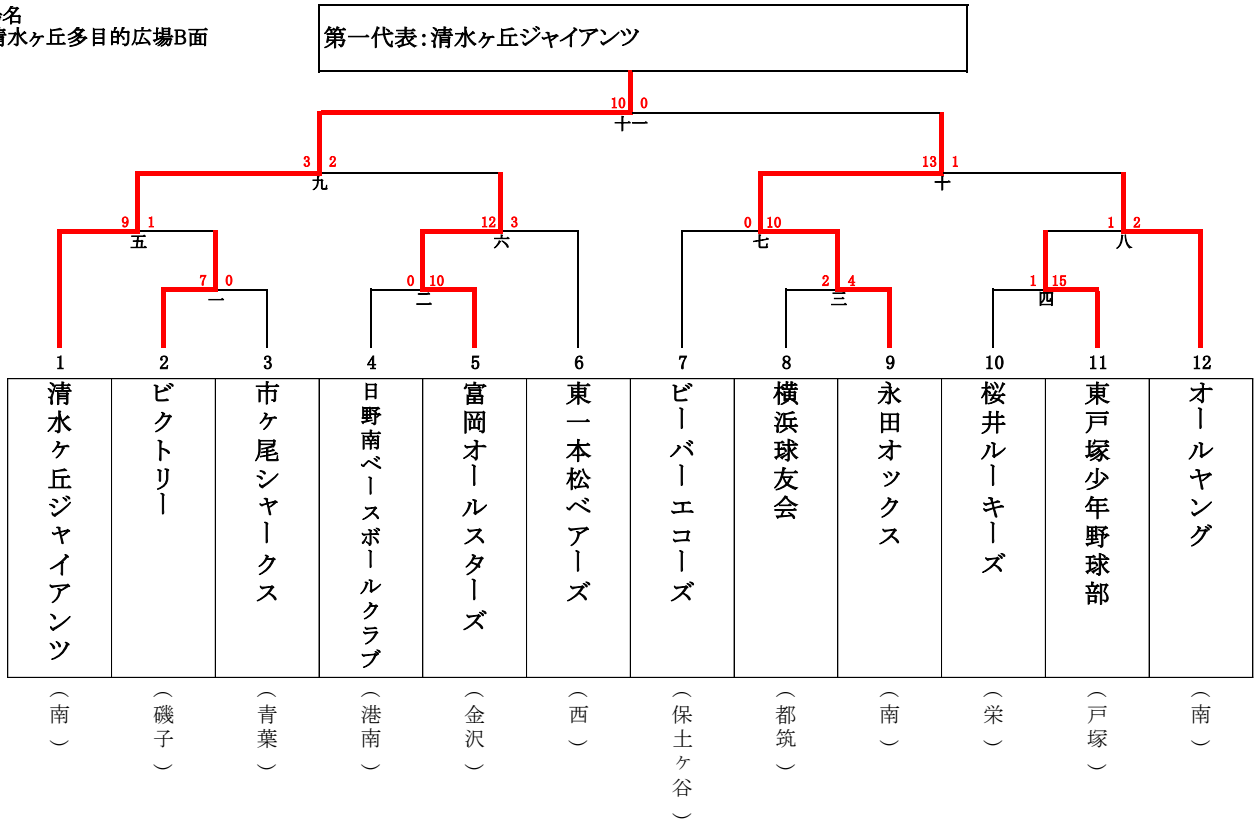 名
清水ヶ丘多目的広場B面
第一代表：清水ヶ丘ジャイアンツ
10 0
十一
3 2
九
13 1
十
9 1
五
12 3
六
0 10
七
1 2
八
7 0
一
0 10
二
2 4
三
1 15
四
1 2 3 4 5 6 7 8 9 10 11 12
清水ヶ丘ジャイアンツ
ビクトリー
市ヶ尾シャークス
日野南ベースボールクラブ
富岡オールスターズ
東一本松ベアーズ
ビーバーエコーズ
横浜球友会
永田オックス
桜井ルーキーズ
東戸塚少年野球部
オールヤング
（南）
（磯子）
（青葉）
（港南）
（金沢）
（西）
（保土ヶ谷）
（都筑）
（南）
（栄）
（戸塚）
（南）